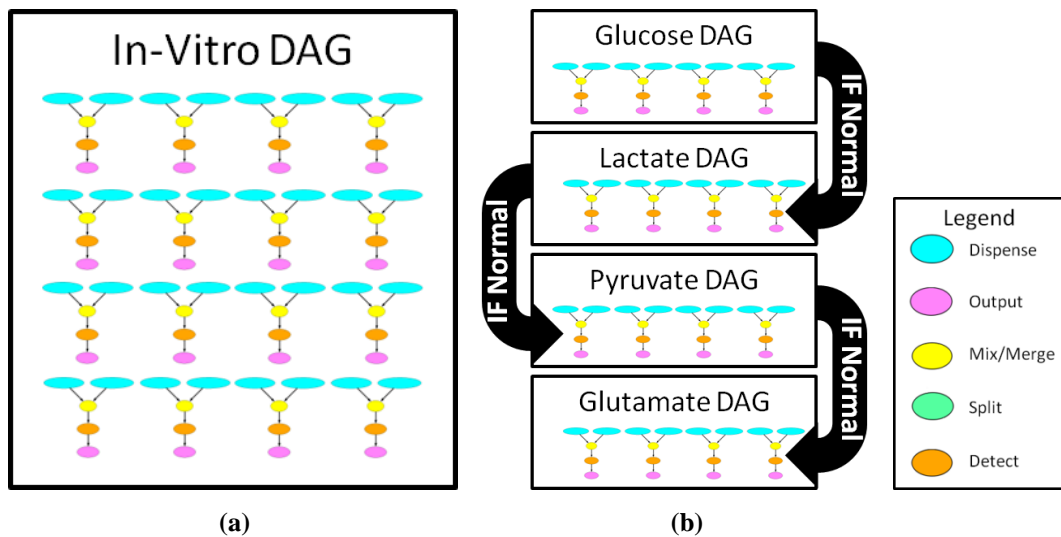 In-Vitro DAG
(a)
Glucose DAG
IF Normal
Lactate DAG
IF Normal
Pyruvate DAG
IF Normal
Glutamate DAG
(b)
Legend
Dispense
Output
Mix/Merge
Split
Detect